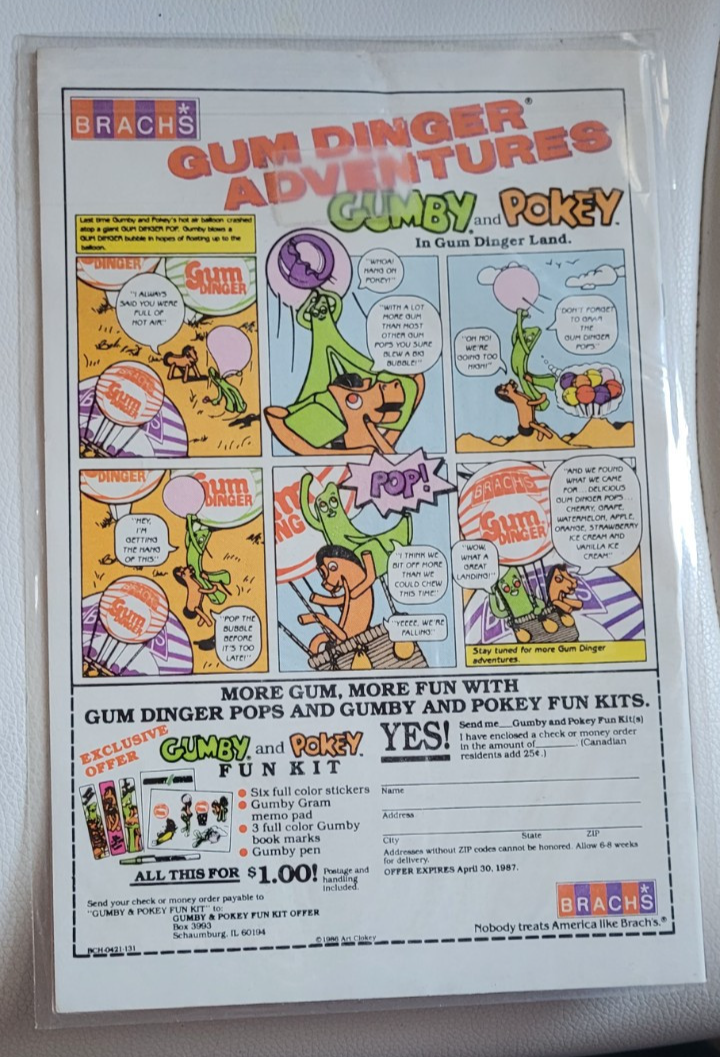 BRACH'S
GUM DINGER®
ADVENTURES
GUMBY and POKEY
In Gum Dinger Land.
Last time Gumby and Pokey's hot air balloon crashed
atop a giant GUM DINGER POP. Gumby blows a
GUM DINGER bubble in hopes of floating up to the
balloon.
DINGER
Gum
DINGER
"I ALWAYS
SAID YOU WERE
FULL OF
HOT AIR"
Gum
DINGER
"WHOA!
HANG ON
POKEY!"
"WITH A LOT
MORE GUM
THAN MOST
OTHER GUM
POPS YOU SURE
BLEW A BIG
BUBBLE!"
"OH NO!
WE'RE
GOING TOO
HIGH!"
"DON'T FORGET
TO GRAB
THE
GUM DINGER
POPS."
DINGER
Gum
DINGER
"HEY,
I'M
GETTING
THE HANG
OF THIS!"
BRACHS
Gum
DINGER
"POP THE
BUBBLE
BEFORE
IT'S TOO
LATE!"
POP!
"I THINK WE
BIT OFF MORE
THAN WE
COULD CHEW
THIS TIME!"
"YEEEE, WE'RE
FALLING!"
BRACHS
Gum
DINGER
"WOW,
WHAT A
GREAT
LANDING!"
"AND WE FOUND
WHAT WE CAME
FOR... DELICIOUS
GUM DINGER POPS...
CHERRY, GRAPE,
WATERMELON, APPLE,
ORANGE, STRAWBERRY
ICE CREAM AND
VANILLA ICE
CREAM"
Stay tuned for more Gum Dinger
adventures.
MORE GUM, MORE FUN WITH
GUM DINGER POPS AND GUMBY AND POKEY FUN KITS.
EXCLUSIVE
OFFER
GUMBY and POKEY
FUN KIT
Six full color stickers
Gumby Gram
memo pad
3 full color Gumby
book marks
Gumby pen
ALL THIS FOR $1.00! Postage and
handling
included.
Send your check or money order payable to
"GUMBY & POKEY FUN KIT" to:
GUMBY & POKEY FUN KIT OFFER
Box 3993
Schaumburg, IL 60194
BCH-0421-131
©1986 Art Clokey
YES!
Send me___Gumby and Pokey Fun Kit(s)
I have enclosed a check or money order
in the amount of______. (Canadian
residents add 25¢.)
Name
Address
City State ZIP
Addresses without ZIP codes cannot be honored. Allow 6-8 weeks
for delivery.
OFFER EXPIRES April 30, 1987.
BRACH'S
Nobody treats America like Brach's.®